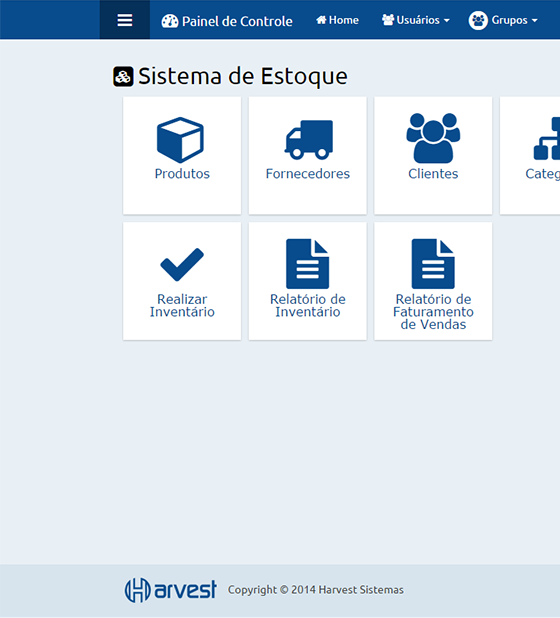 Painel de Controle Home Usuários Grupos
Sistema de Estoque
Produtos Fornecedores Clientes Categ
Realizar
Inventário
Relatório de
Inventário
Relatório de
Faturamento
de Vendas
Harvest Copyright © 2014 Harvest Sistemas